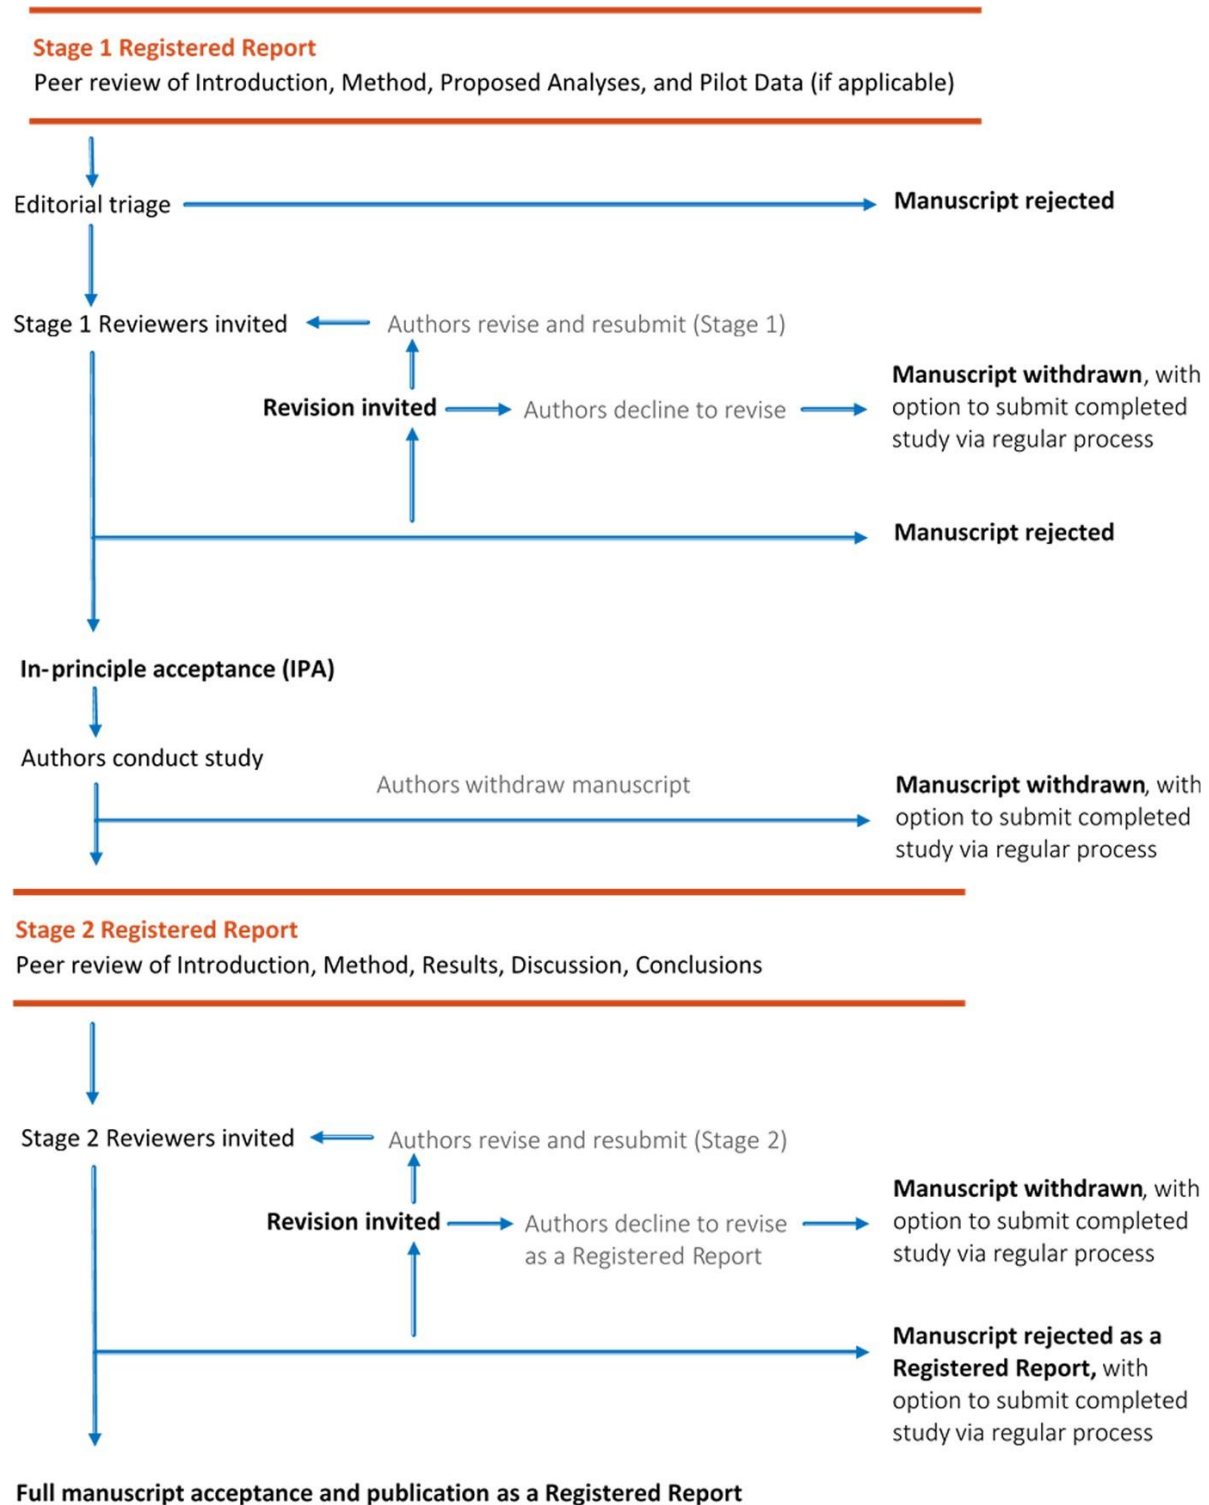 Stage 1 Registered Report
Peer review of Introduction, Method, Proposed Analyses, and Pilot Data (if applicable)
Editorial triage
Manuscript rejected
Stage 1 Reviewers invited
Authors revise and resubmit (Stage 1)
Revision invited
Authors decline to revise
Manuscript withdrawn, with
option to submit completed
study via regular process
Manuscript rejected
In-principle acceptance (IPA)
Authors conduct study
Authors withdraw manuscript
Manuscript withdrawn, with
option to submit completed
study via regular process
Stage 2 Registered Report
Peer review of Introduction, Method, Results, Discussion, Conclusions
Stage 2 Reviewers invited
Authors revise and resubmit (Stage 2)
Revision invited
Authors decline to revise
as a Registered Report
Manuscript withdrawn, with
option to submit completed
study via regular process
Manuscript rejected as a
Registered Report, with
option to submit completed
study via regular process
Full manuscript acceptance and publication as a Registered Report